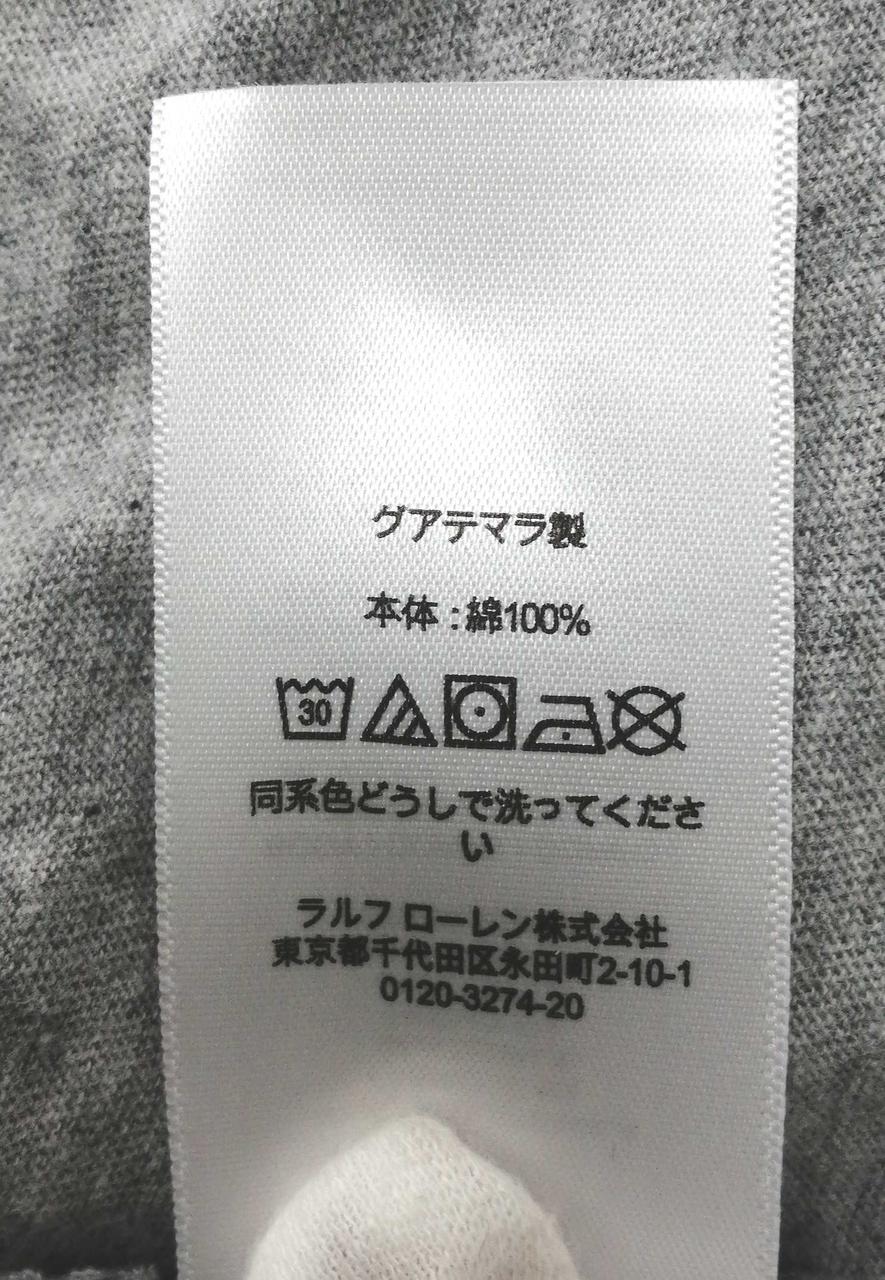 グアテマラ製
本体:綿100%
30
同系色どうしで洗ってくださ
い
ラルフ ローレン株式会社
東京都千代田区永田町2-10-1
0120-3274-20